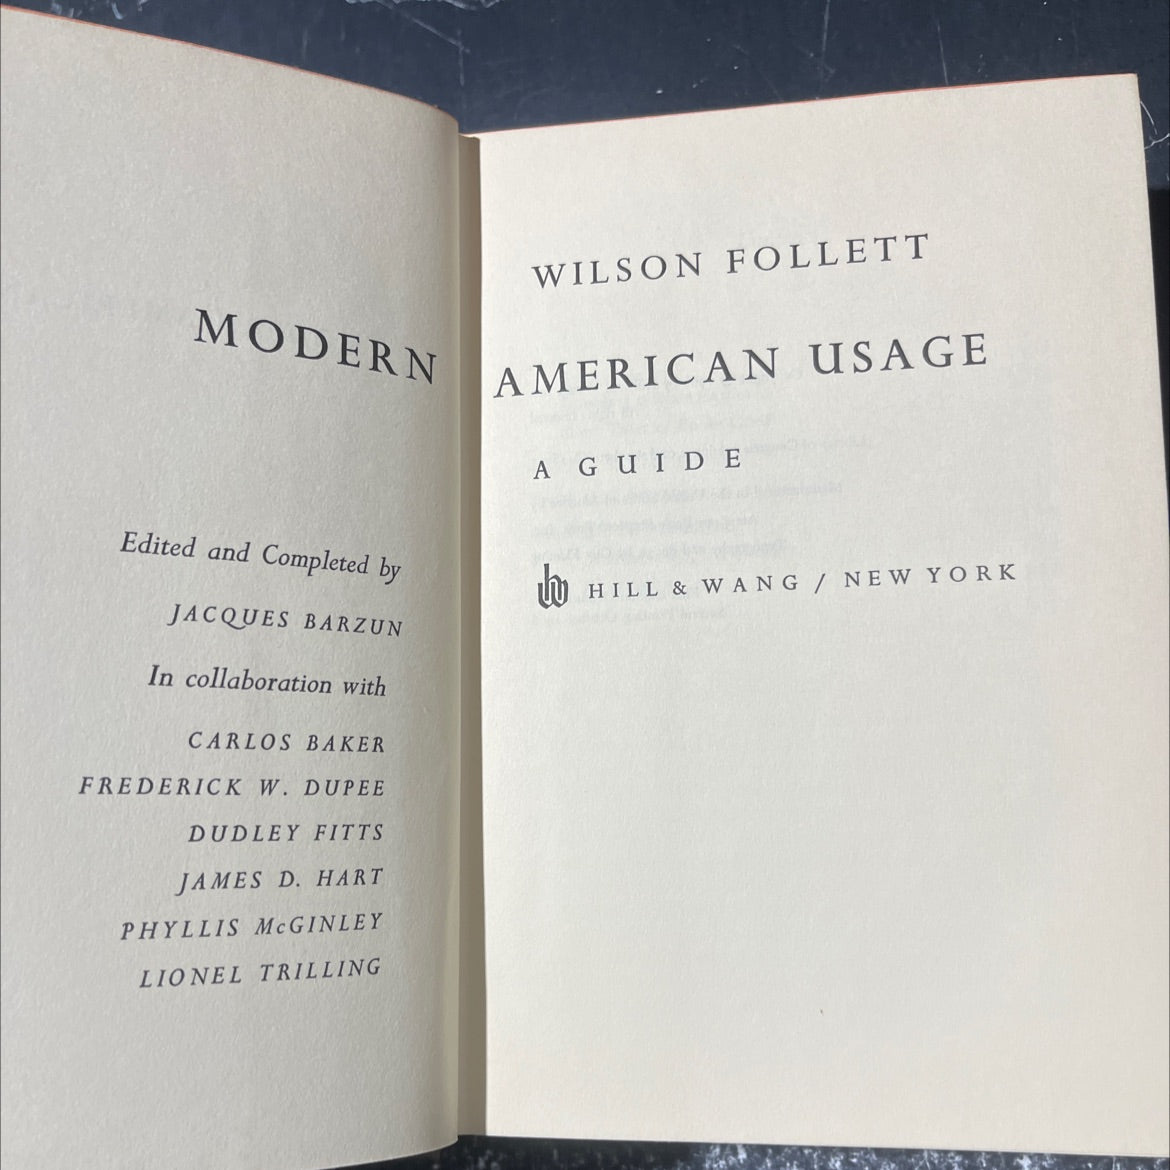 MODERN AMERICAN USAGE
WILSON FOLLETT
A GUIDE
HILL & WANG / NEW YORK
Edited and Completed by
JACQUES BARZUN
In collaboration with
CARLOS BAKER
FREDERICK W. DUPEE
DUDLEY FITTS
JAMES D. HART
PHYLLIS McGINLEY
LIONEL TRILLING